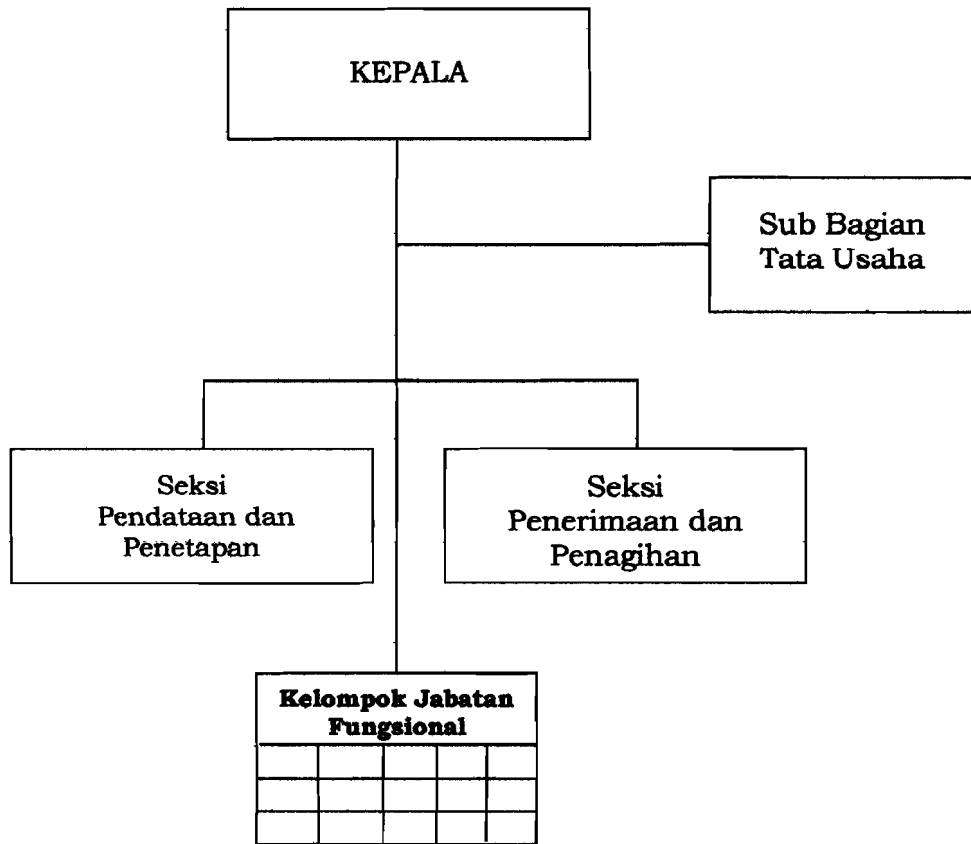 KEPALA
Sub Bagian
Tata Usaha
Seksi
Pendataan dan
Penetapan
Seksi
Penerimaan dan
Penagihan
Kelompok Jabatan
Fungsional